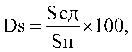 Ds = Sсд / Sп × 100,